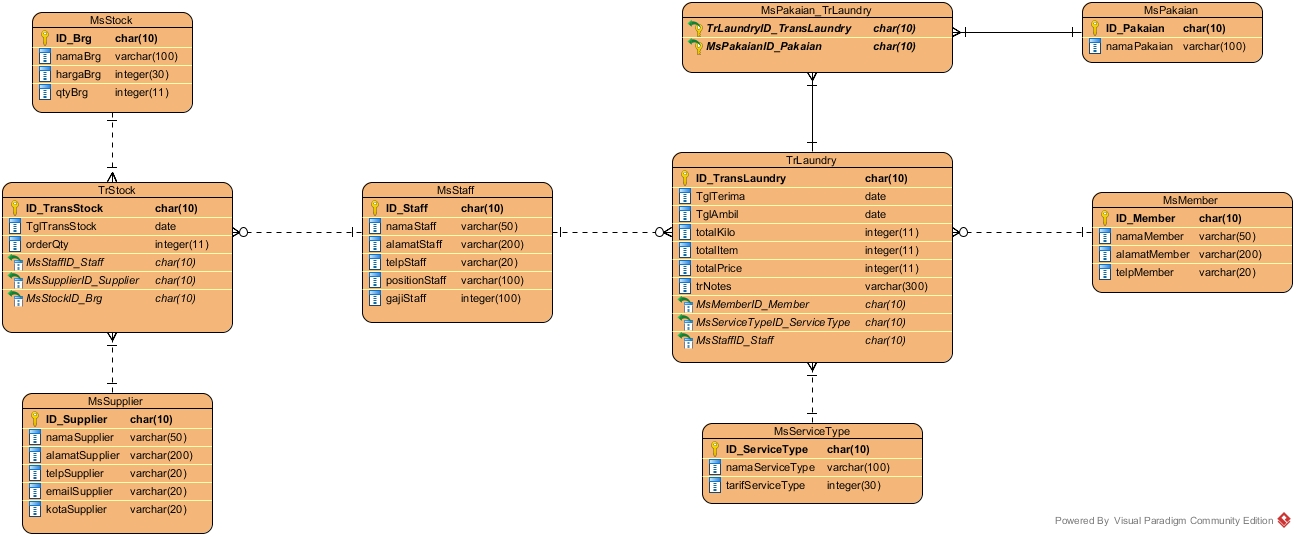 MsStock
ID_Brg char(10)
namaBrg varchar(100)
hargaBrg integer(30)
qtyBrg integer(11)
MsPakaian_TrLaundry
TrLaundryID_TransLaundry char(10)
MsPakaianID_Pakaian char(10)
MsPakaian
ID_Pakaian char(10)
namaPakaian varchar(100)
TrStock
ID_TransStock char(10)
TglTransStock date
orderQty integer(11)
MsStaffID_Staff char(10)
MsSupplierID_Supplier char(10)
MsStockID_Brg char(10)
MsStaff
ID_Staff char(10)
namaStaff varchar(50)
alamatStaff varchar(200)
telpStaff varchar(20)
positionStaff varchar(100)
gajiStaff integer(100)
TrLaundry
ID_TransLaundry char(10)
TglTerima date
TglAmbil date
totalKilo integer(11)
totalItem integer(11)
totalPrice integer(11)
trNotes varchar(300)
MsMemberID_Member char(10)
MsServiceTypeID_ServiceType char(10)
MsStaffID_Staff char(10)
MsMember
ID_Member char(10)
namaMember varchar(50)
alamatMember varchar(200)
telpMember varchar(20)
MsSupplier
ID_Supplier char(10)
namaSupplier varchar(50)
alamatSupplier varchar(200)
telpSupplier varchar(20)
emailSupplier varchar(20)
kotaSupplier varchar(20)
MsServiceType
ID_ServiceType char(10)
namaServiceType varchar(100)
tarifServiceType integer(30)
Powered By Visual Paradigm Community Edition